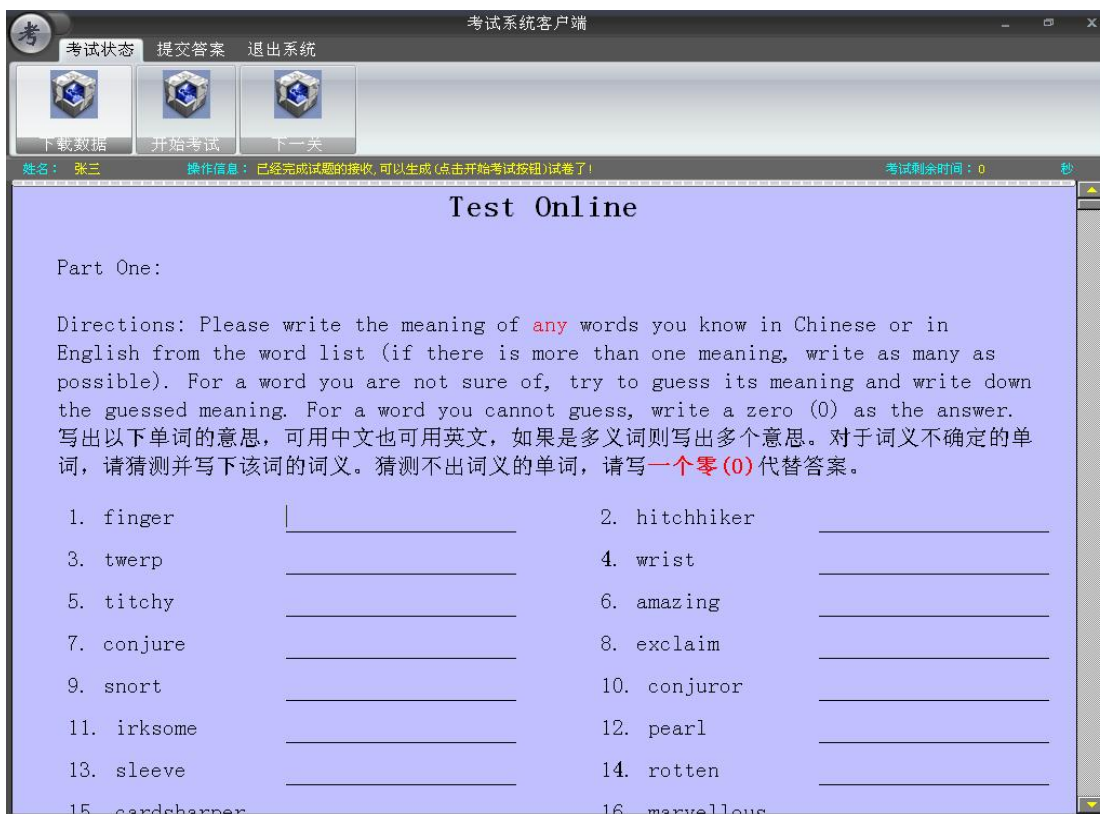 考试系统客户端
考
考试状态 提交答案 退出系统
下载数据 开始考试 下一关
姓名: 张三 操作信息: 已经完成试题的接收,可以生成(点击开始考试按钮)试卷了! 考试剩余时间: 0 秒
Test Online
Part One:
Directions: Please write the meaning of any words you know in Chinese or in
English from the word list (if there is more than one meaning, write as many as
possible). For a word you are not sure of, try to guess its meaning and write down
the guessed meaning. For a word you cannot guess, write a zero (0) as the answer.
写出以下单词的意思，可用中文也可用英文，如果是多义词则写出多个意思。对于词义不确定的单
词，请猜测并写下该词的词义。猜测不出词义的单词，请写一个零(0)代替答案。
1. finger 2. hitchhiker
3. twerp 4. wrist
5. titchy 6. amazing
7. conjure 8. exclaim
9. snort 10. conjuror
11. irksome 12. pearl
13. sleeve 14. rotten
15. cardsharper 16. marvellous